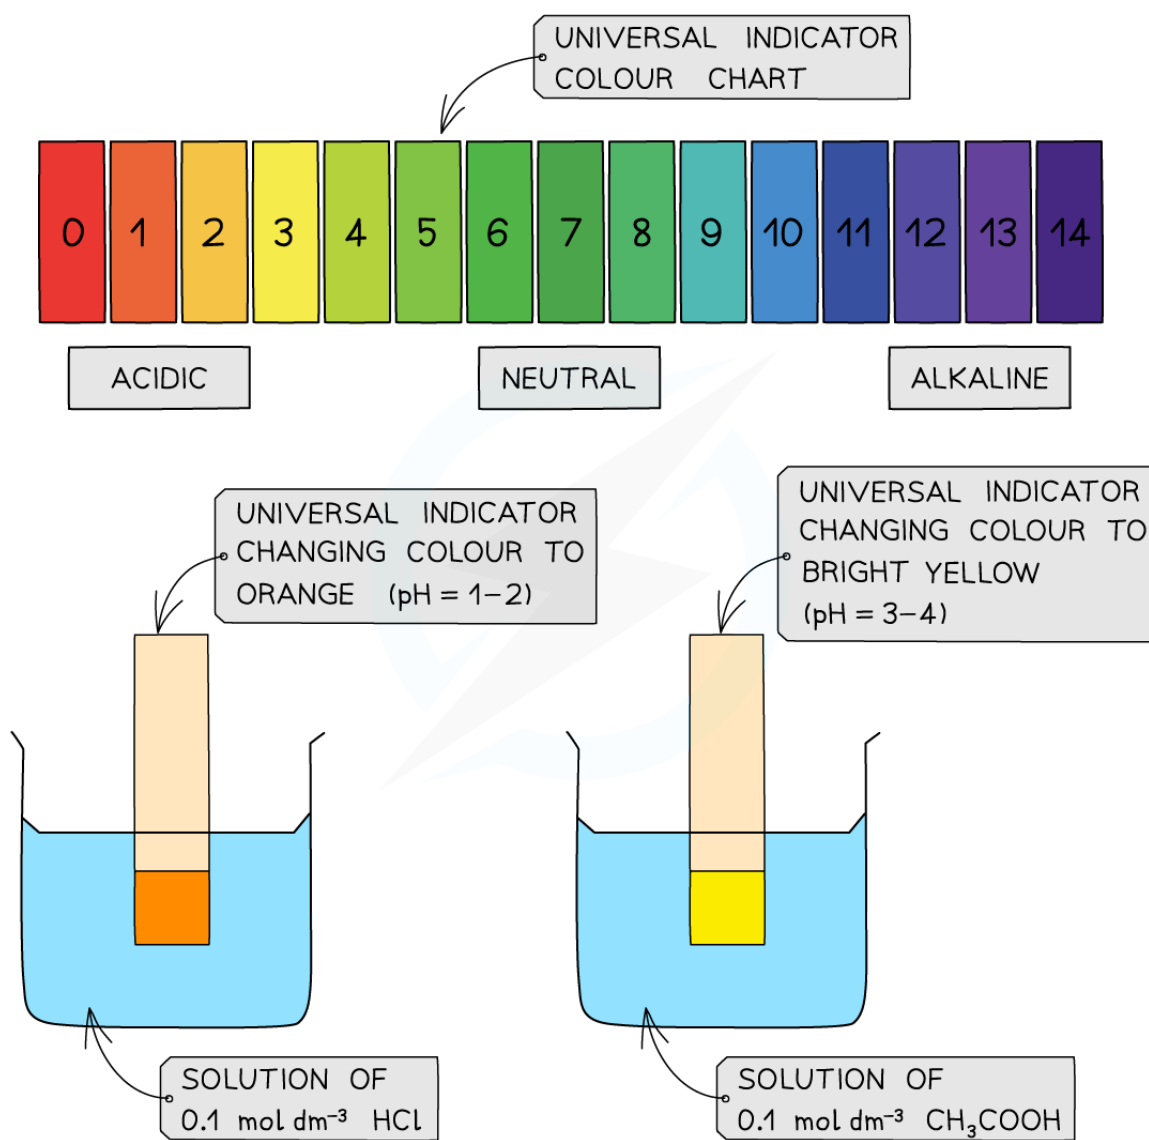 UNIVERSAL INDICATOR
COLOUR CHART
0 1 2 3 4 5 6 7 8 9 10 11 12 13 14
ACIDIC NEUTRAL ALKALINE
UNIVERSAL INDICATOR
CHANGING COLOUR TO
ORANGE (pH = 1–2)
UNIVERSAL INDICATOR
CHANGING COLOUR TO
BRIGHT YELLOW
(pH = 3–4)
SOLUTION OF
0.1 mol dm⁻³ HCl
SOLUTION OF
0.1 mol dm⁻³ CH₃COOH